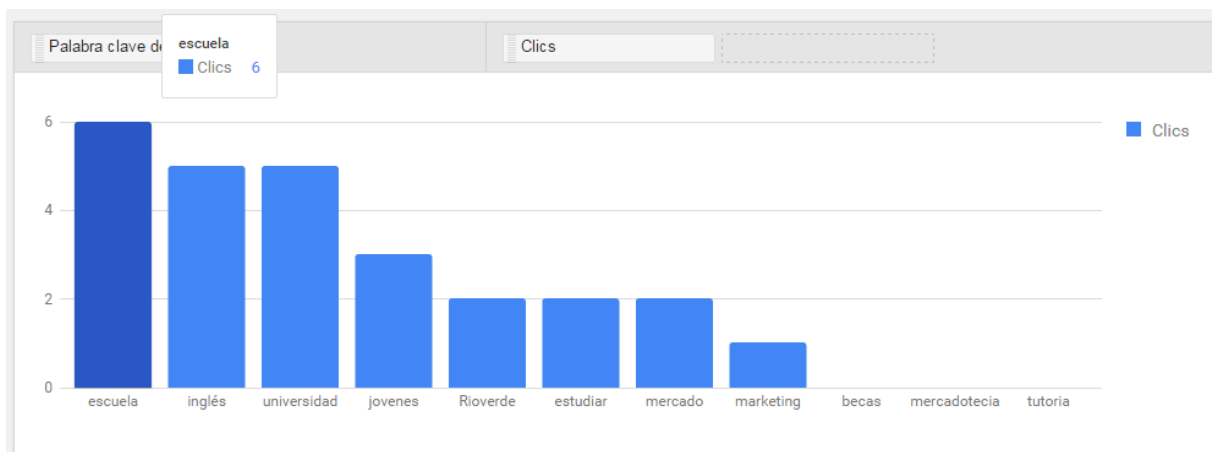 Palabra clave de
escuela
Clics 6
Clics
6
4
2
0
Clics
escuela inglés universidad jovenes Rioverde estudiar mercado marketing becas mercadotecia tutoria